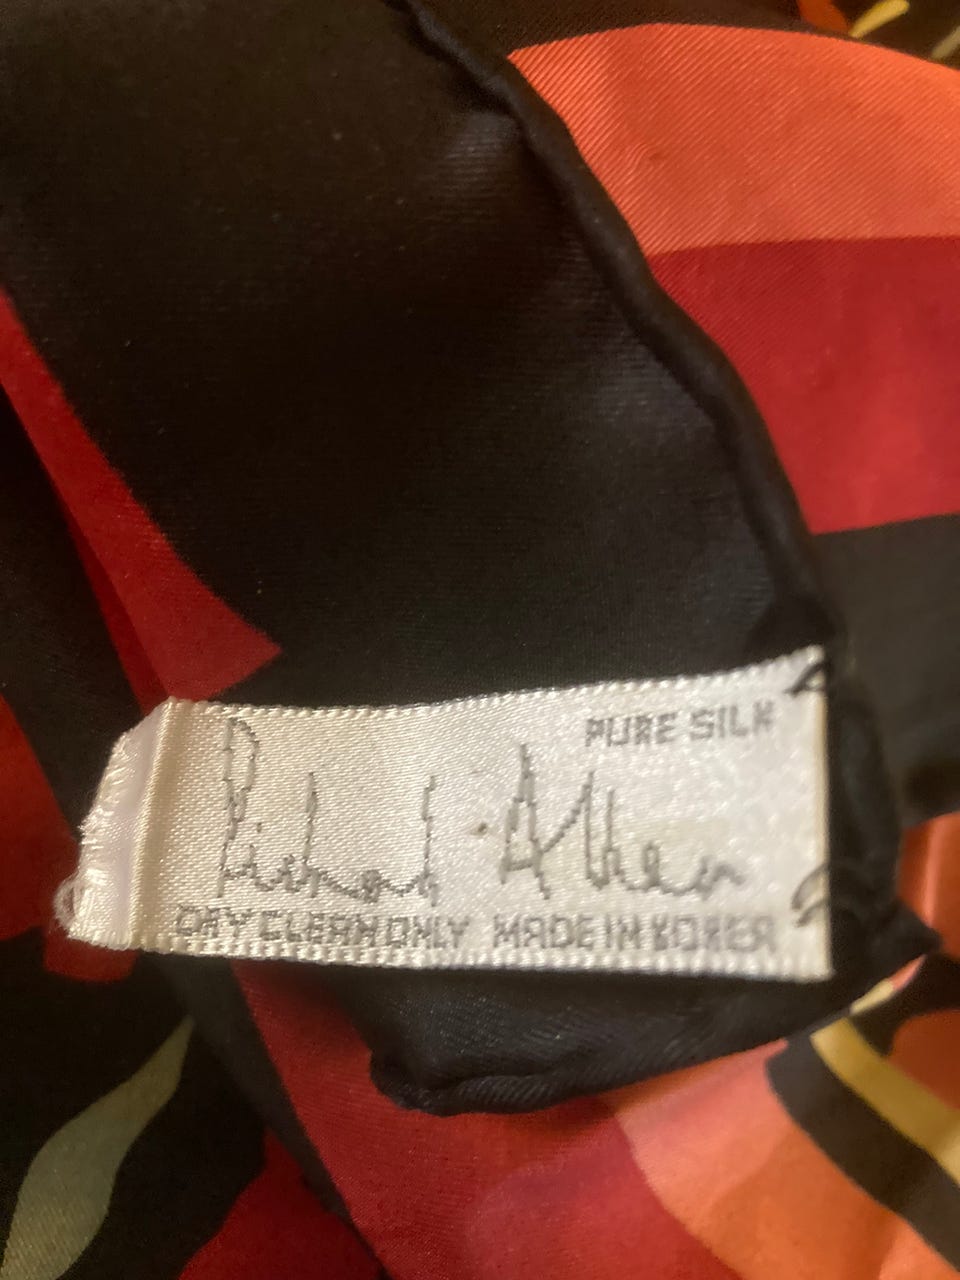 PURE SILK
Richard Allan
DRY CLEAN ONLY MADE IN KOREA